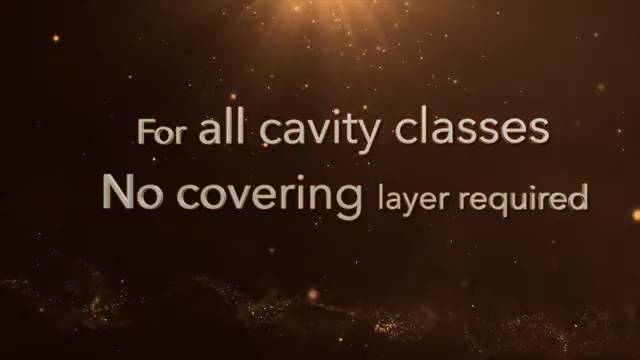 For all cavity classes
No covering layer required